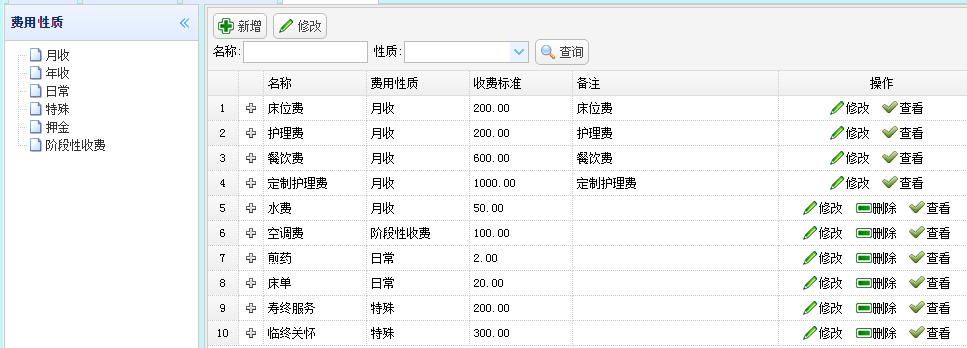 费用性质
月收
年收
日常
特殊
押金
阶段性收费
新增 修改
名称: 性质: 查询
名称 费用性质 收费标准 备注 操作
1 床位费 月收 200.00 床位费 修改 查看
2 护理费 月收 200.00 护理费 修改 查看
3 餐饮费 月收 600.00 餐饮费 修改 查看
4 定制护理费 月收 1000.00 定制护理费 修改 查看
5 水费 月收 50.00 修改 删除 查看
6 空调费 阶段性收费 100.00 修改 删除 查看
7 煎药 日常 2.00 修改 删除 查看
8 床单 日常 20.00 修改 删除 查看
9 寿终服务 特殊 200.00 修改 删除 查看
10 临终关怀 特殊 300.00 修改 删除 查看